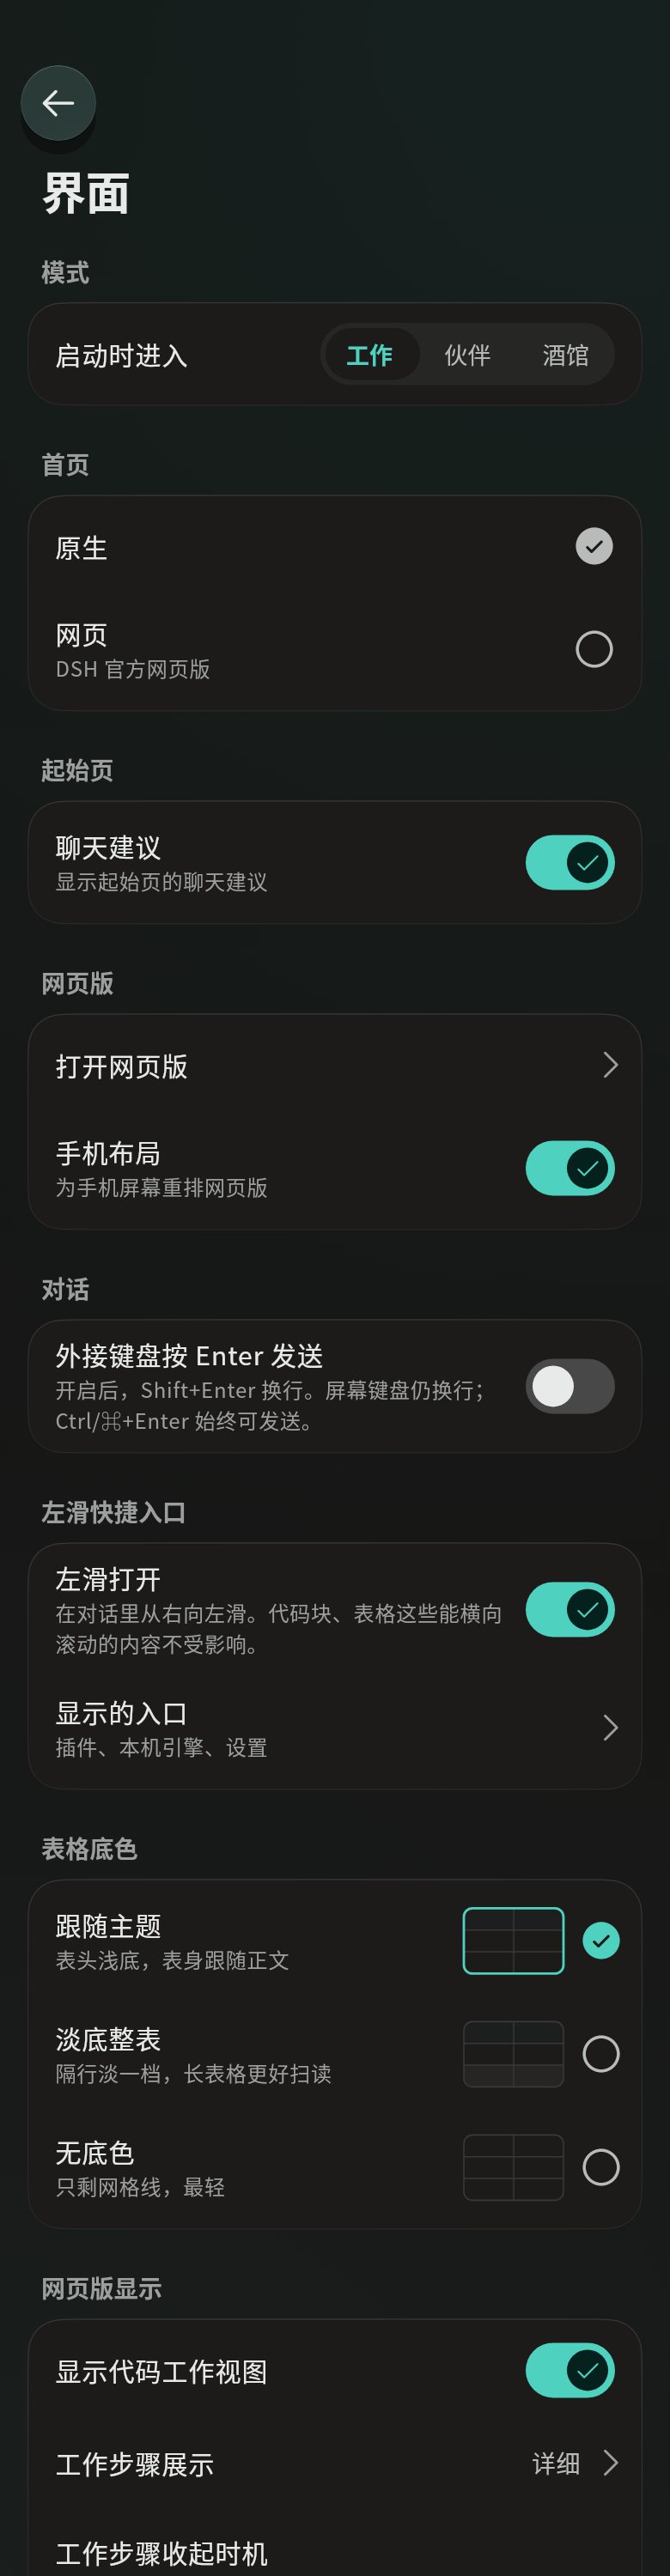 界面
模式
启动时进入
工作
伙伴
酒馆
首页
原生
网页
DSH 官方网页版
起始页
聊天建议
显示起始页的聊天建议
网页版
打开网页版
手机布局
为手机屏幕重排网页版
对话
外接键盘按 Enter 发送
开启后，Shift+Enter 换行。屏幕键盘仍换行；
Ctrl/⌘+Enter 始终可发送。
左滑快捷入口
左滑打开
在对话里从右向左滑。代码块、表格这些能横向
滚动的内容不受影响。
显示的入口
插件、本机引擎、设置
表格底色
跟随主题
表头浅底，表身跟随正文
淡底整表
隔行淡一档，长表格更好扫读
无底色
只剩网格线，最轻
网页版显示
显示代码工作视图
工作步骤展示
详细
工作步骤收起时机